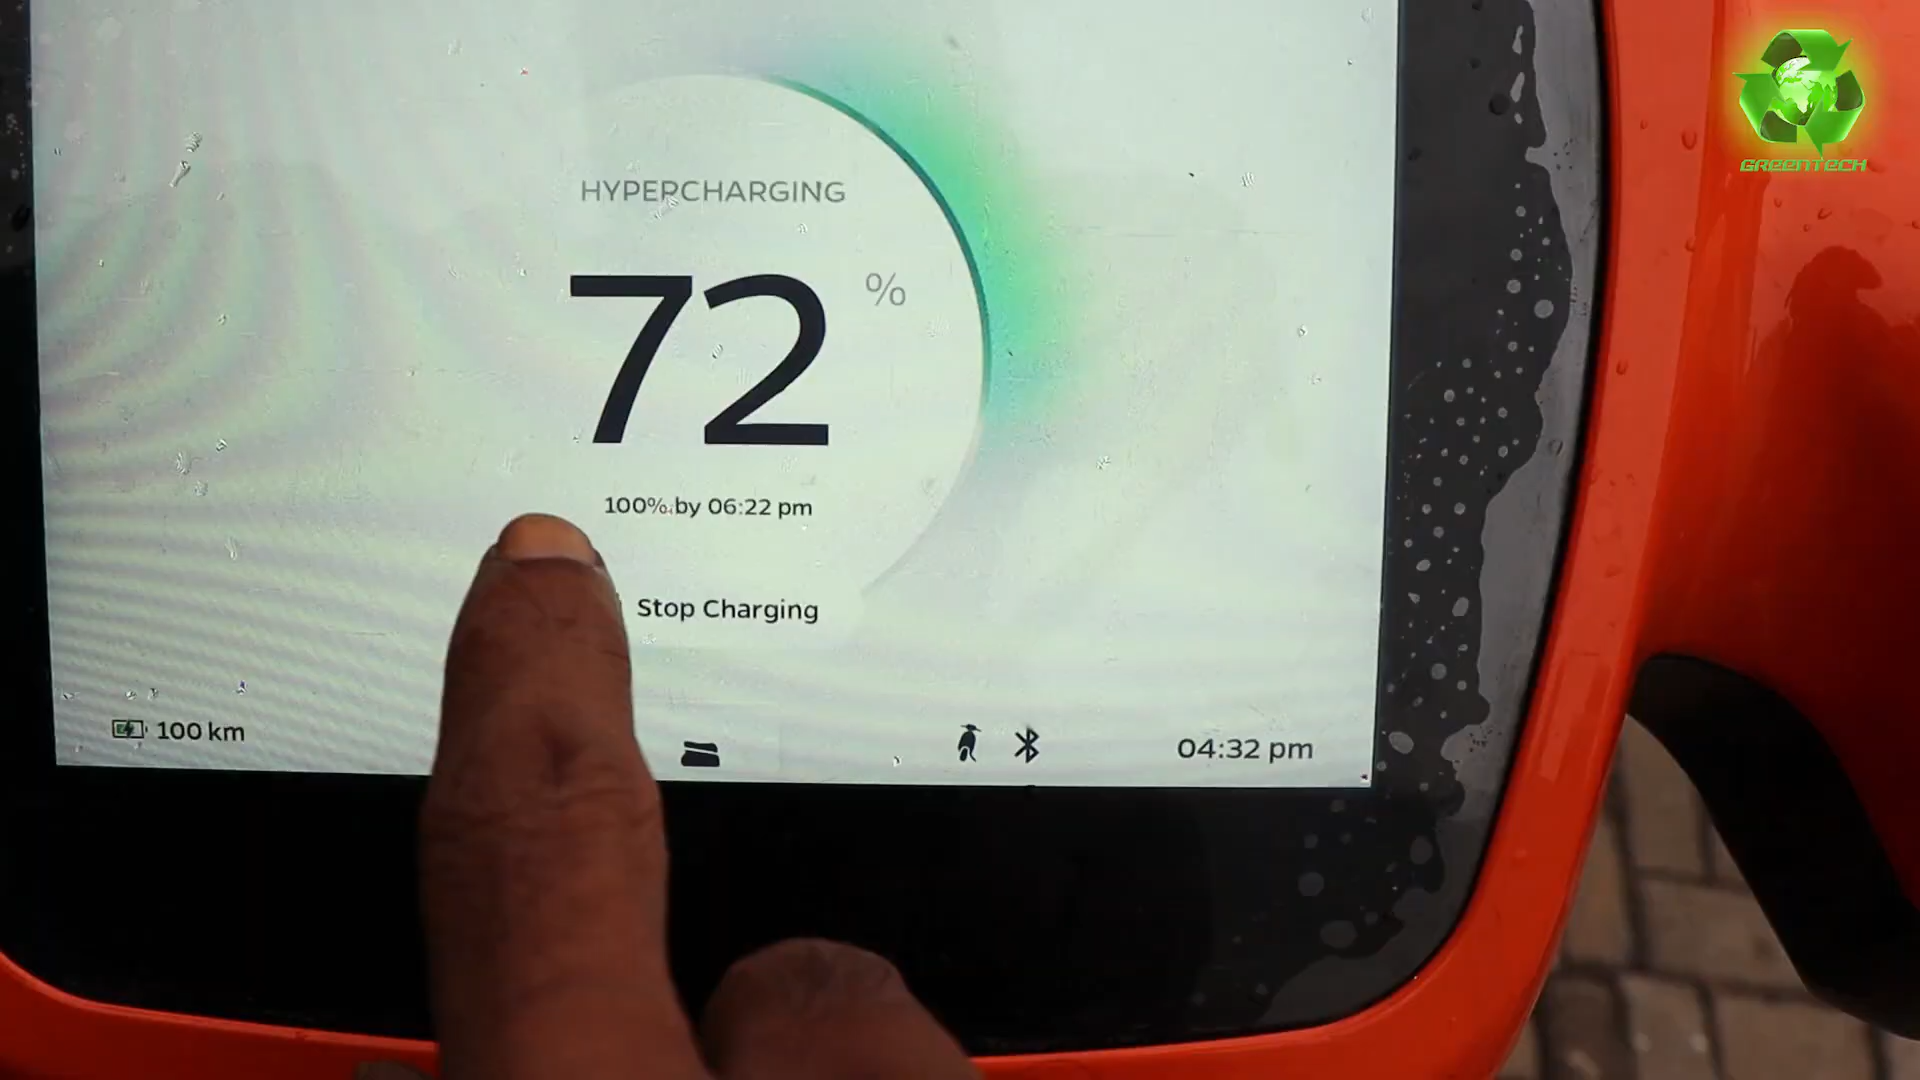 GREENTECH
HYPERCHARGING
72 %
100% by 06:22 pm
Stop Charging
100 km
04:32 pm